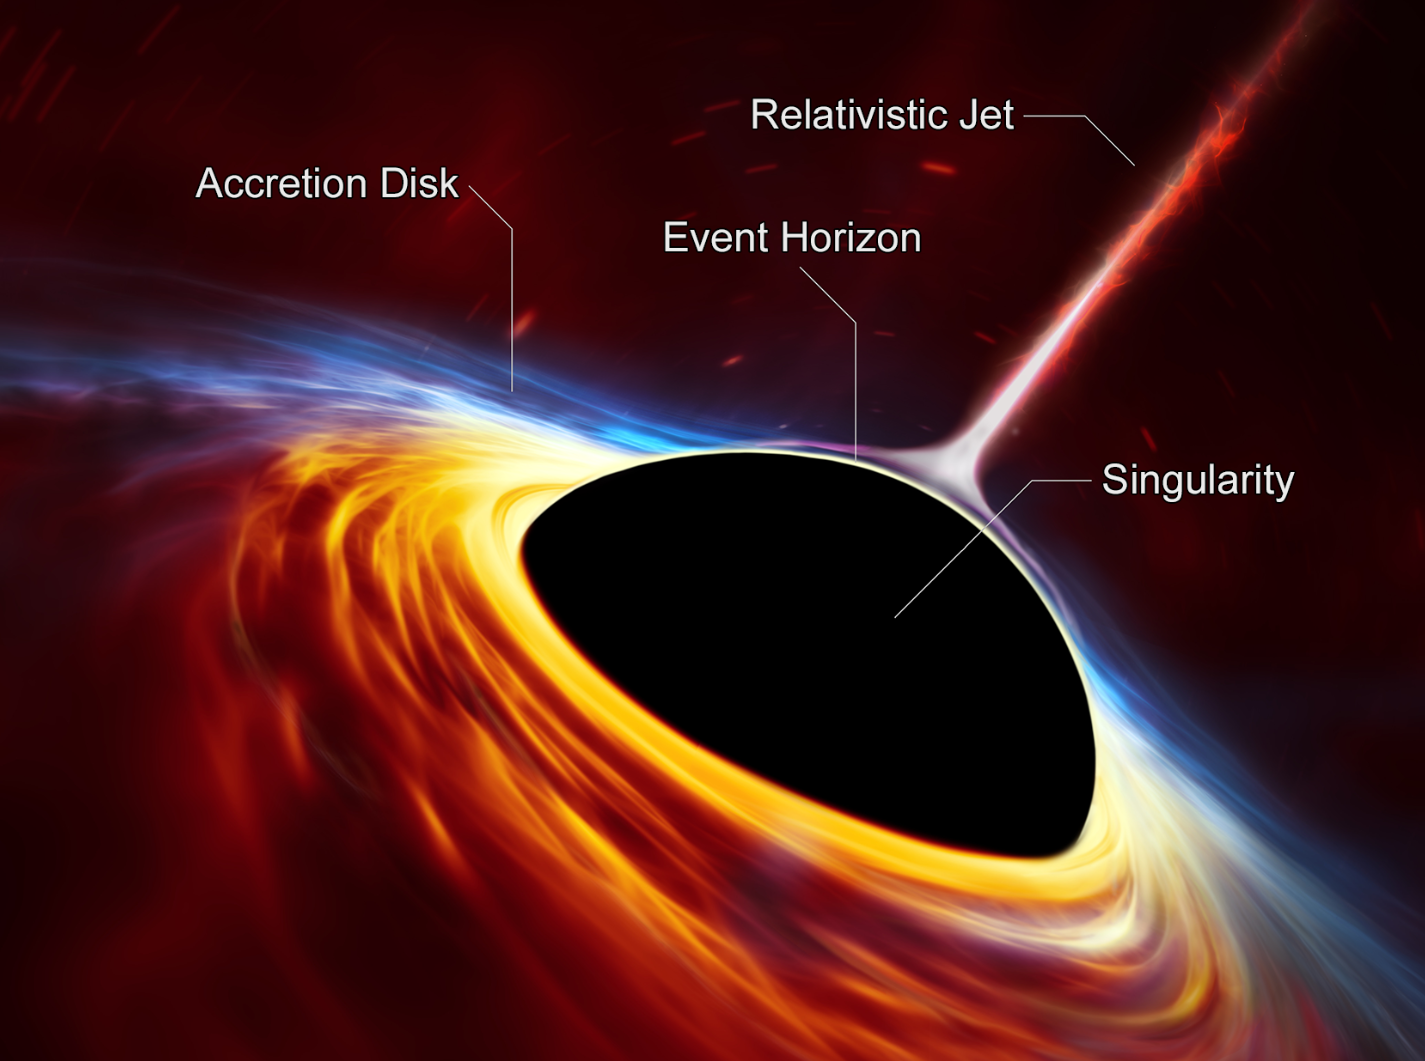 Relativistic Jet
Accretion Disk
Event Horizon
Singularity